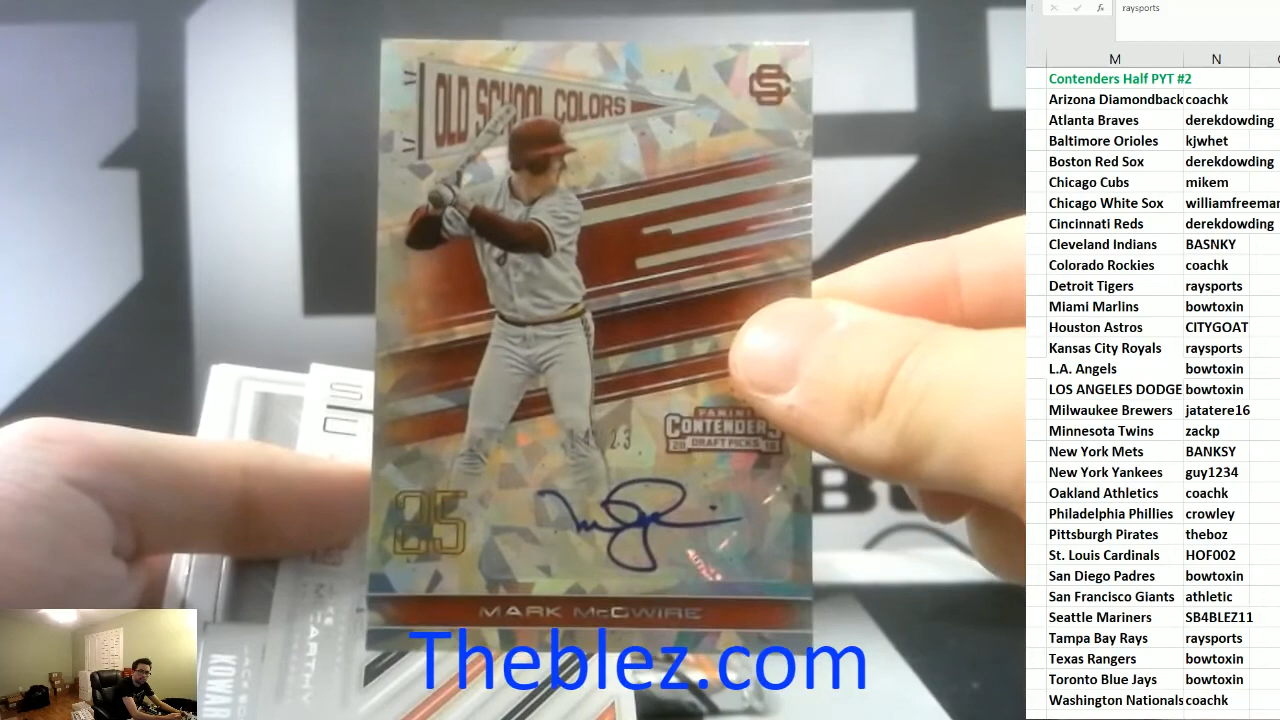 raysports
M N
Contenders Half PYT #2
Arizona Diamondback coachk
Atlanta Braves derekdowding
Baltimore Orioles kjwhet
Boston Red Sox derekdowding
Chicago Cubs mikem
Chicago White Sox williamfreeman
Cincinnati Reds derekdowding
Cleveland Indians BASNKY
Colorado Rockies coachk
Detroit Tigers raysports
Miami Marlins bowtoxin
Houston Astros CITYGOAT
Kansas City Royals raysports
L.A. Angels bowtoxin
LOS ANGELES DODGE bowtoxin
Milwaukee Brewers jatatere16
Minnesota Twins zackp
New York Mets BANKSY
New York Yankees guy1234
Oakland Athletics coachk
Philadelphia Phillies crowley
Pittsburgh Pirates theboz
St. Louis Cardinals HOF002
San Diego Padres bowtoxin
San Francisco Giants athletic
Seattle Mariners SB4BLEZ11
Tampa Bay Rays raysports
Texas Rangers bowtoxin
Toronto Blue Jays bowtoxin
Washington Nationals coachk
OLD SCHOOL COLORS
SC
PANINI
CONTENDERS
20 DRAFT PICKS 18
25
MARK McGWIRE
KOWAR
Theblez.com